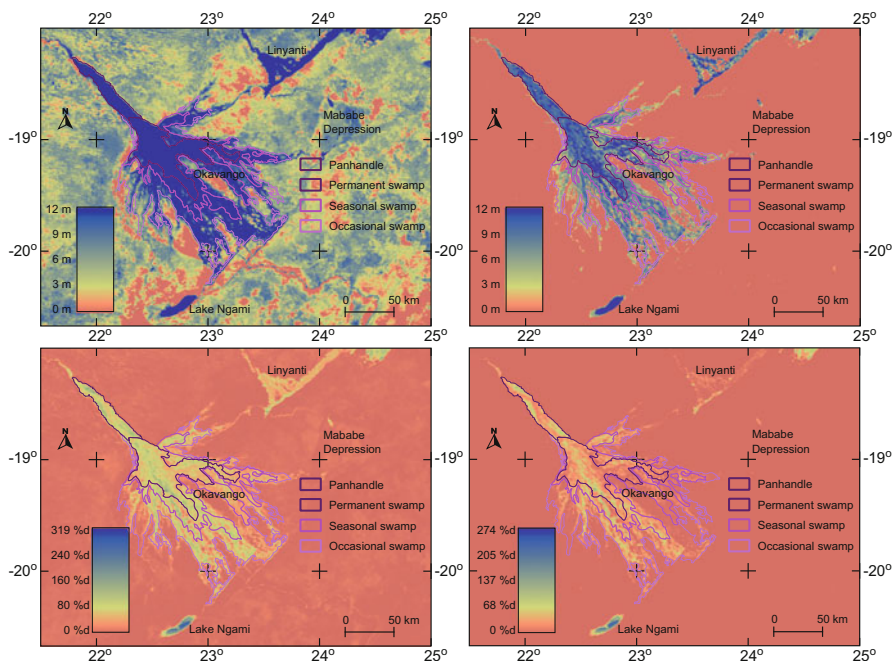 22° 23° 24° 25° 22° 23° 24° 25°
Linyanti Linyanti
N N
-19° -19°
Mababe Depression Mababe Depression
Okavango Okavango
Panhandle Panhandle
Permanent swamp Permanent swamp
Seasonal swamp Seasonal swamp
Occasional swamp Occasional swamp
12 m 12 m
9 m 9 m
6 m 6 m
3 m 3 m
0 m 0 m
-20° -20°
0 50 km 0 50 km
Lake Ngami Lake Ngami
22° 23° 24° 25° 22° 23° 24° 25°
Linyanti Linyanti
N N
-19° -19°
Mababe Depression Mababe Depression
Okavango Okavango
Panhandle Panhandle
Permanent swamp Permanent swamp
Seasonal swamp Seasonal swamp
Occasional swamp Occasional swamp
319 %d 274 %d
240 %d 205 %d
160 %d 137 %d
80 %d 68 %d
0 %d 0 %d
-20° -20°
0 50 km 0 50 km
Lake Ngami Lake Ngami
22° 23° 24° 25° 22° 23° 24° 25°